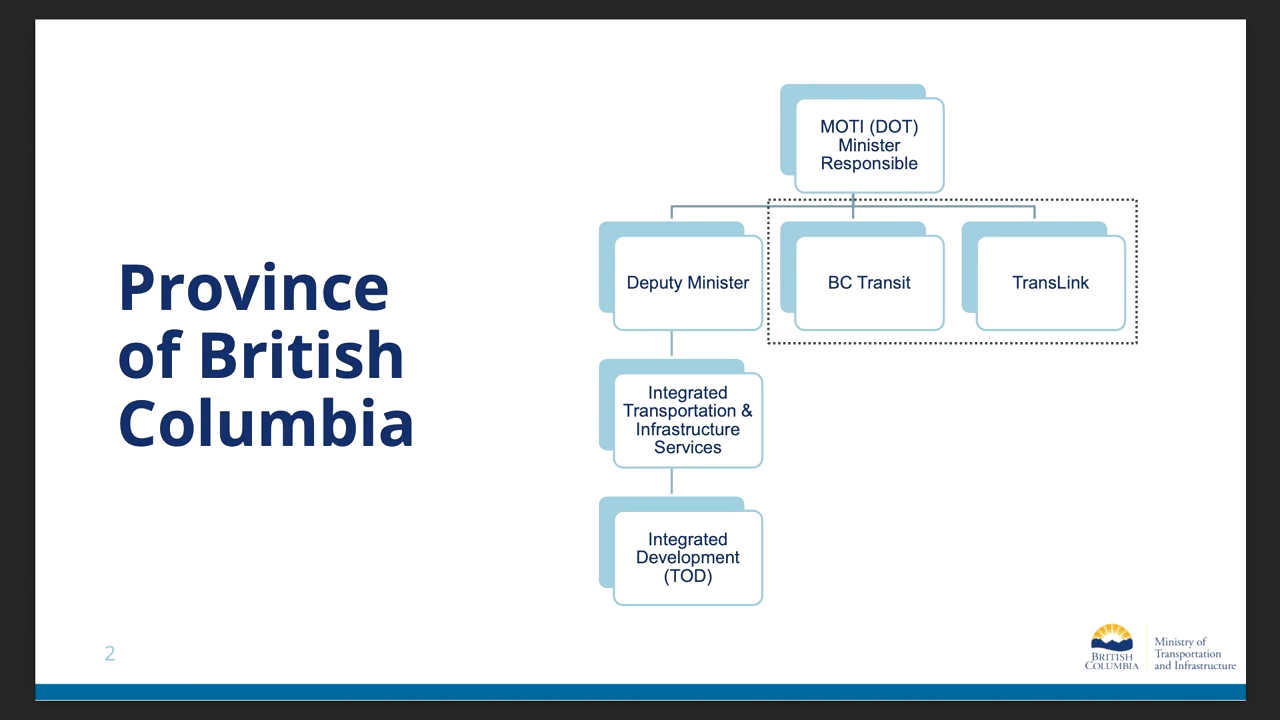 Province
of British
Columbia
MOTI (DOT)
Minister
Responsible
Deputy Minister
BC Transit
TransLink
Integrated
Transportation &
Infrastructure
Services
Integrated
Development
(TOD)
2
BRITISH
COLUMBIA
Ministry of
Transportation
and Infrastructure